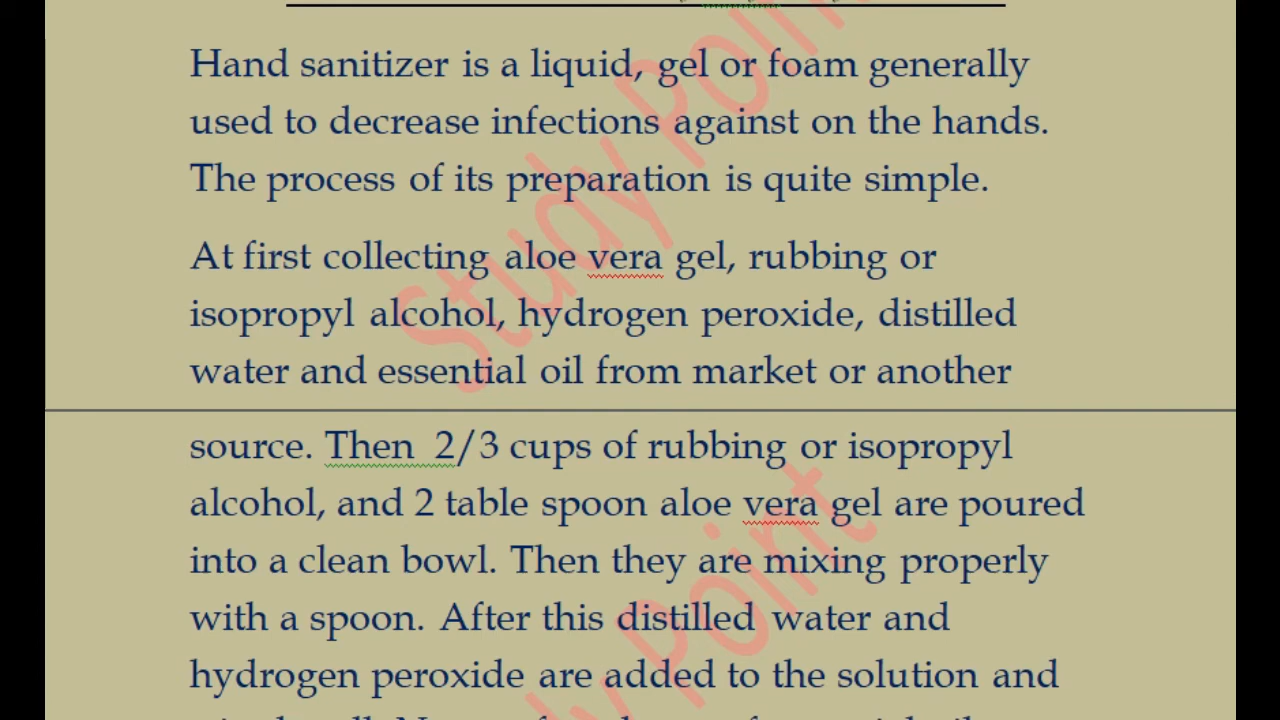 Hand sanitizer is a liquid, gel or foam generally
used to decrease infections against on the hands.
The process of its preparation is quite simple.
At first collecting aloe vera gel, rubbing or
isopropyl alcohol, hydrogen peroxide, distilled
water and essential oil from market or another
source. Then 2/3 cups of rubbing or isopropyl
alcohol, and 2 table spoon aloe vera gel are poured
into a clean bowl. Then they are mixing properly
with a spoon. After this distilled water and
hydrogen peroxide are added to the solution and
Study Point
Study Point